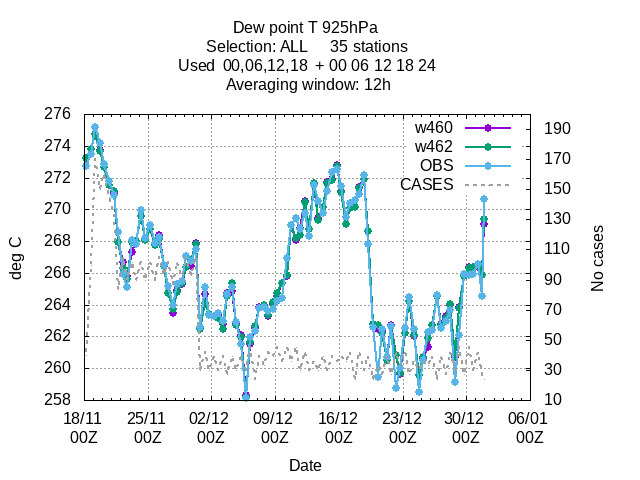 Dew point T 925hPa
Selection: ALL     35 stations
Used  00,06,12,18  + 00 06 12 18 24
Averaging window: 12h
276
274
272
270
268
266
264
262
260
258
deg C
w460
w462
OBS
CASES
190
170
150
130
110
90
70
50
30
10
No cases
18/11 25/11 02/12 09/12 16/12 23/12 30/12 06/01
00Z 00Z 00Z 00Z 00Z 00Z 00Z 00Z
Date